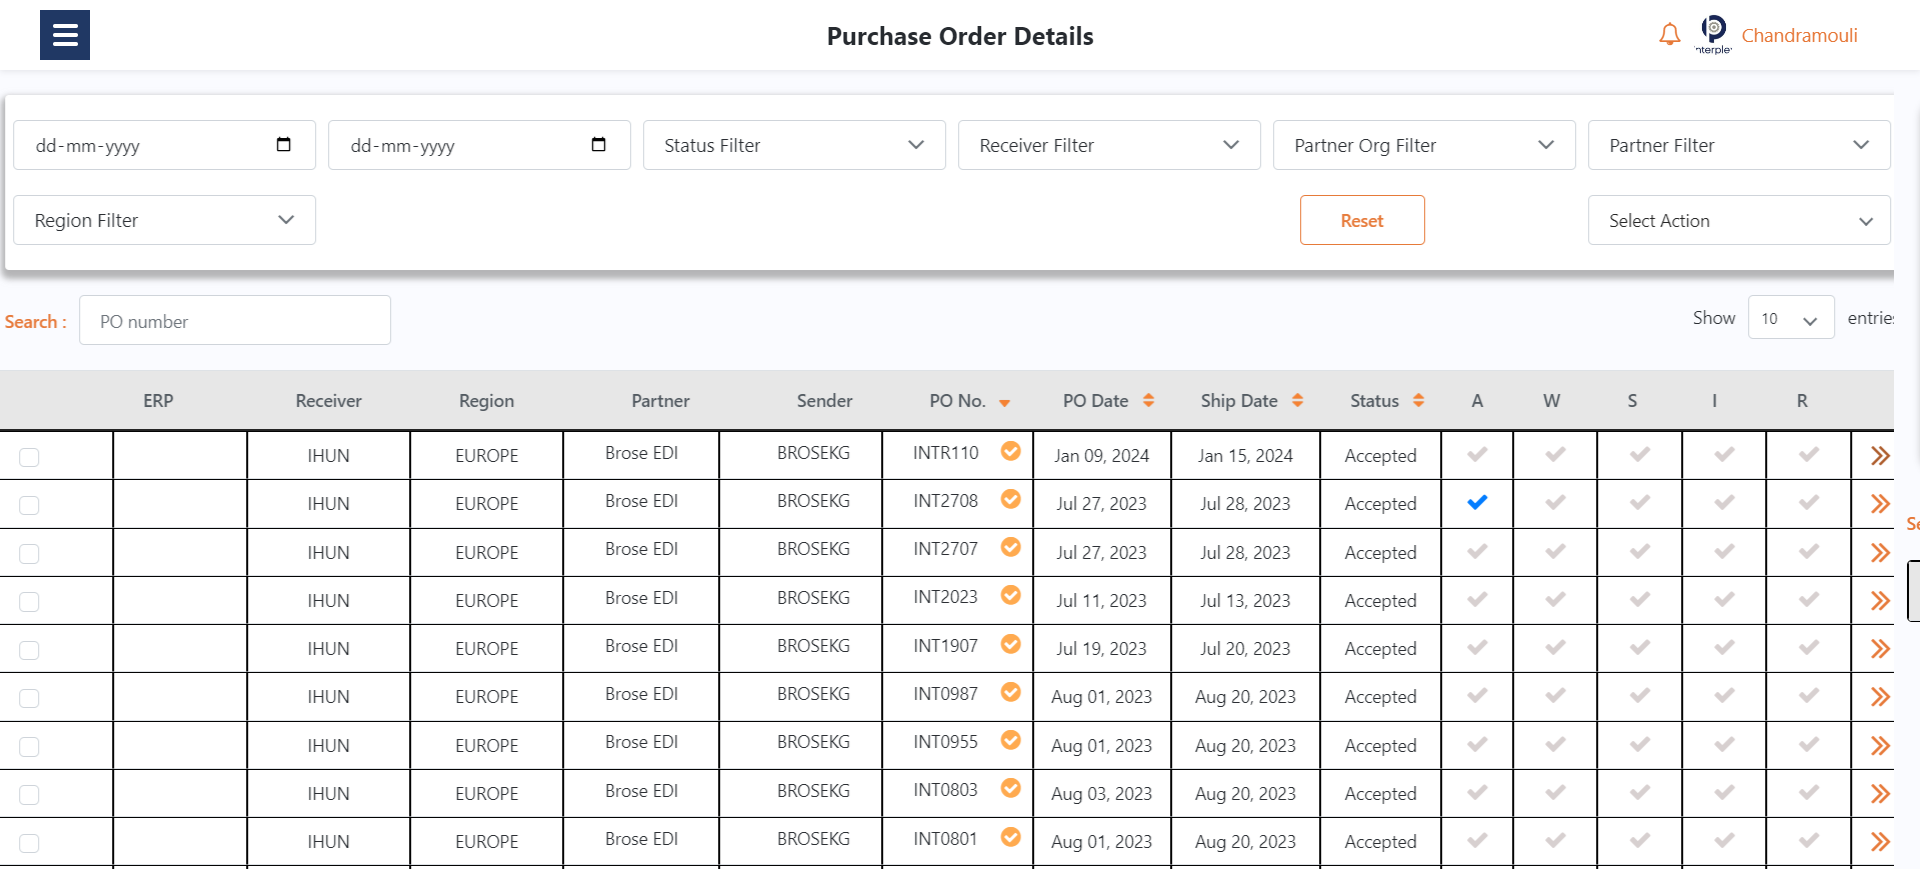 Purchase Order Details
nterple
Chandramouli
dd-mm-yyyy dd-mm-yyyy Status Filter Receiver Filter Partner Org Filter Partner Filter
Region Filter Reset Select Action
Search : PO number Show 10 entries
ERP Receiver Region Partner Sender PO No. PO Date Ship Date Status A W S I R
IHUN EUROPE Brose EDI BROSEKG INTR110 Jan 09, 2024 Jan 15, 2024 Accepted
IHUN EUROPE Brose EDI BROSEKG INT2708 Jul 27, 2023 Jul 28, 2023 Accepted
Se
IHUN EUROPE Brose EDI BROSEKG INT2707 Jul 27, 2023 Jul 28, 2023 Accepted
IHUN EUROPE Brose EDI BROSEKG INT2023 Jul 11, 2023 Jul 13, 2023 Accepted
IHUN EUROPE Brose EDI BROSEKG INT1907 Jul 19, 2023 Jul 20, 2023 Accepted
IHUN EUROPE Brose EDI BROSEKG INT0987 Aug 01, 2023 Aug 20, 2023 Accepted
IHUN EUROPE Brose EDI BROSEKG INT0955 Aug 01, 2023 Aug 20, 2023 Accepted
IHUN EUROPE Brose EDI BROSEKG INT0803 Aug 03, 2023 Aug 20, 2023 Accepted
IHUN EUROPE Brose EDI BROSEKG INT0801 Aug 01, 2023 Aug 20, 2023 Accepted